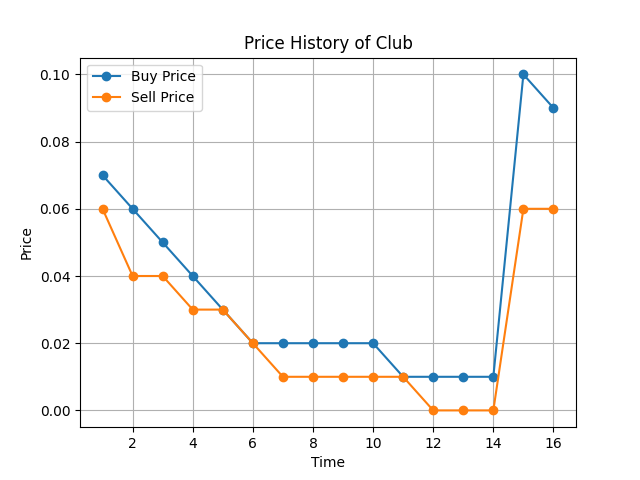 Price History of Club
Buy Price
Sell Price
Price
0.10
0.08
0.06
0.04
0.02
0.00
2 4 6 8 10 12 14 16
Time